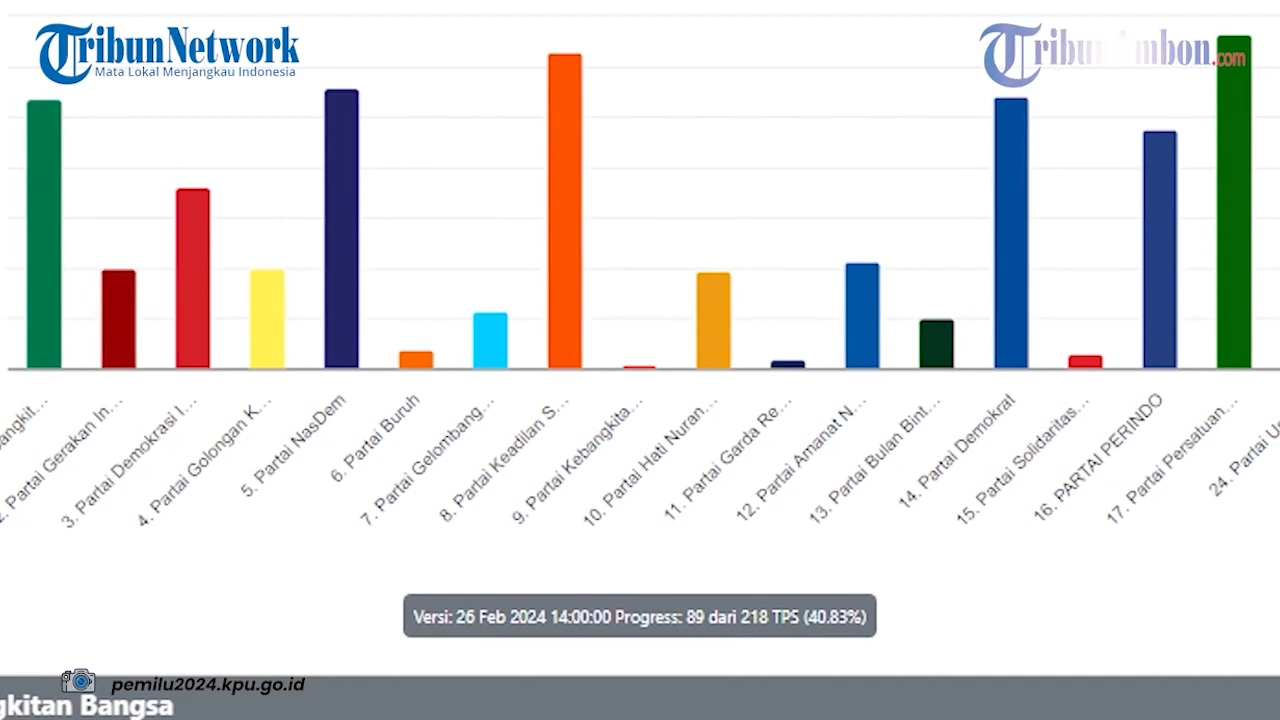 TribunNetwork
Mata Lokal Menjangkau Indonesia
TribunAmbon.com
angkit...
2. Partai Gerakan In...
3. Partai Demokrasi I...
4. Partai Golongan K...
5. Partai NasDem
6. Partai Buruh
7. Partai Gelombang...
8. Partai Keadilan S...
9. Partai Kebangkita...
10. Partai Hati Nuran...
11. Partai Garda Re...
12. Partai Amanat N...
13. Partai Bulan Bint...
14. Partai Demokrat
15. Partai Solidaritas...
16. PARTAI PERINDO
17. Partai Persatuan...
24. Partai U
Versi: 26 Feb 2024 14:00:00 Progress: 89 dari 218 TPS (40.83%)
pemilu2024.kpu.go.id
gkitan Bangsa